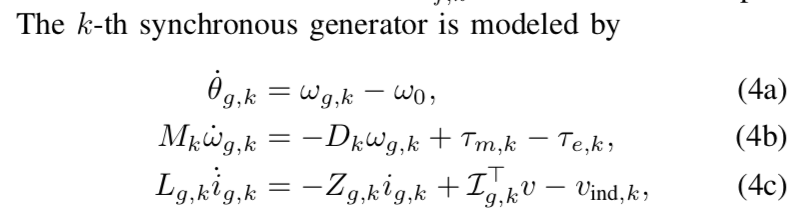 The k-th synchronous generator is modeled by
θ̇_{g,k} = ω_{g,k} − ω_0, (4a)
M_k ω̇_{g,k} = −D_k ω_{g,k} + τ_{m,k} − τ_{e,k}, (4b)
L_{g,k} i̇_{g,k} = −Z_{g,k} i_{g,k} + ℐ_{g,k}^⊤ v − v_{ind,k}, (4c)